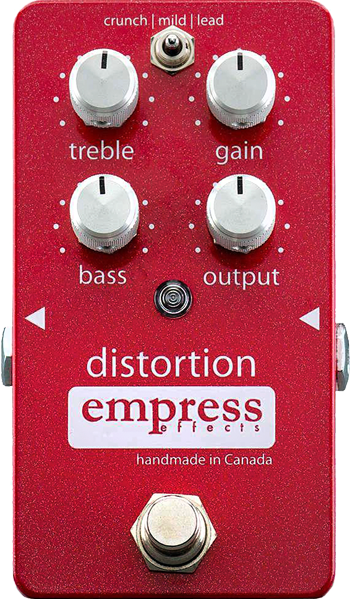 crunch | mild | lead
treble gain
bass output
distortion
empress
effects
handmade in Canada